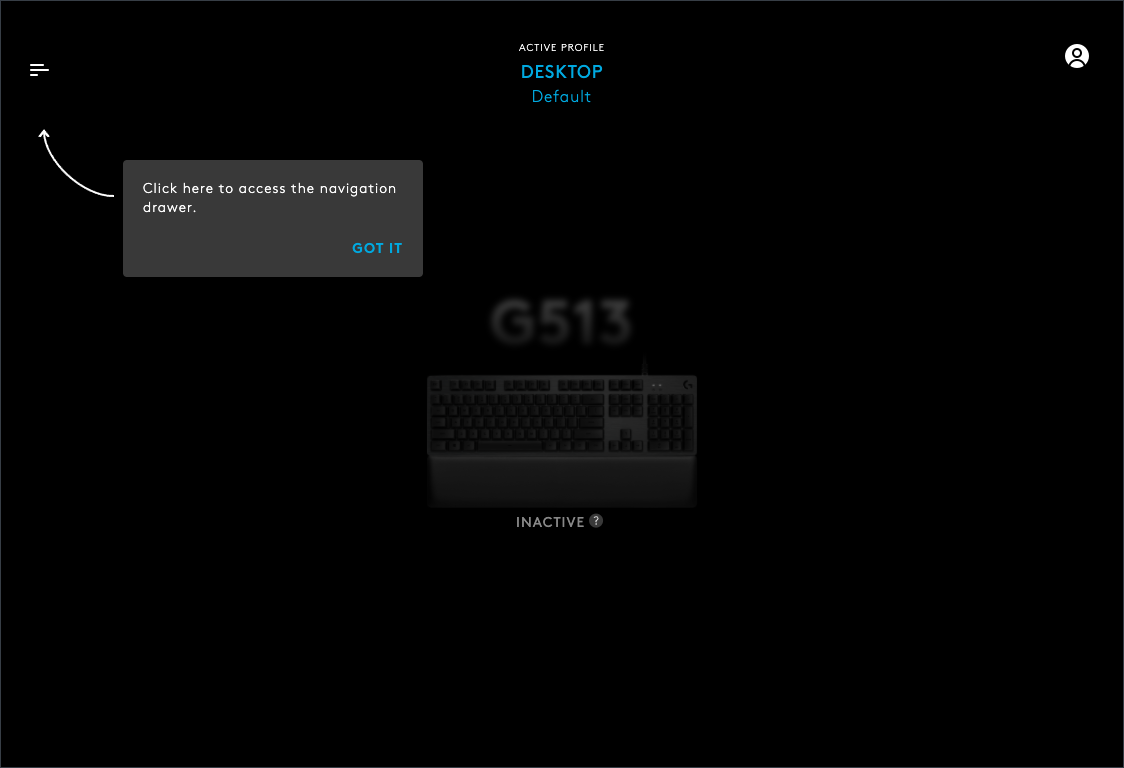 ACTIVE PROFILE
DESKTOP
Default
Click here to access the navigation
drawer.
GOT IT
G513
INACTIVE ?